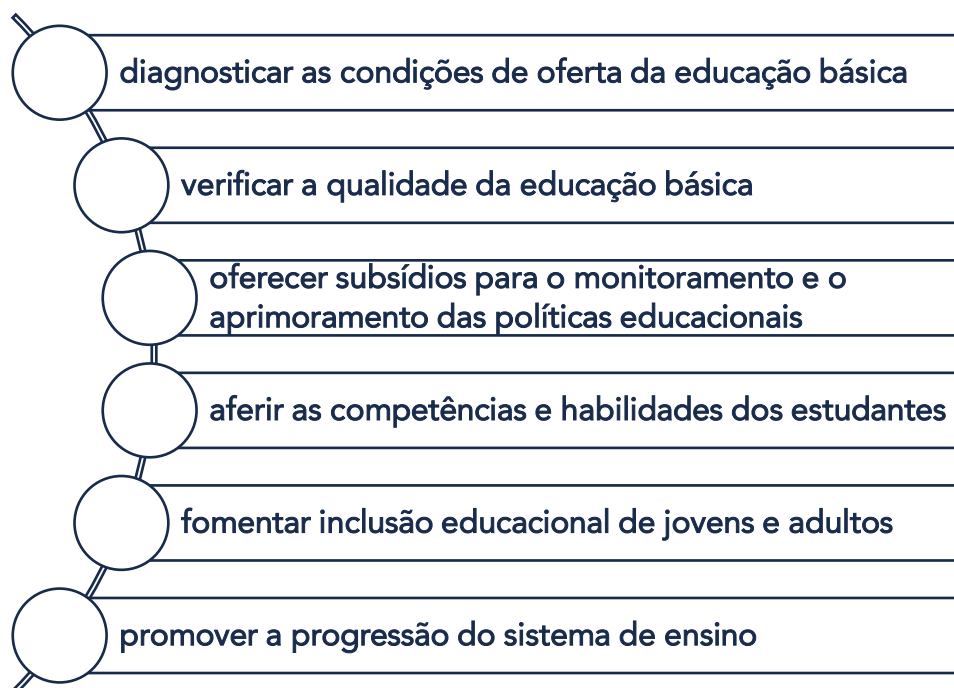 diagnosticar as condições de oferta da educação básica
verificar a qualidade da educação básica
oferecer subsídios para o monitoramento e o
aprimoramento das políticas educacionais
aferir as competências e habilidades dos estudantes
fomentar inclusão educacional de jovens e adultos
promover a progressão do sistema de ensino